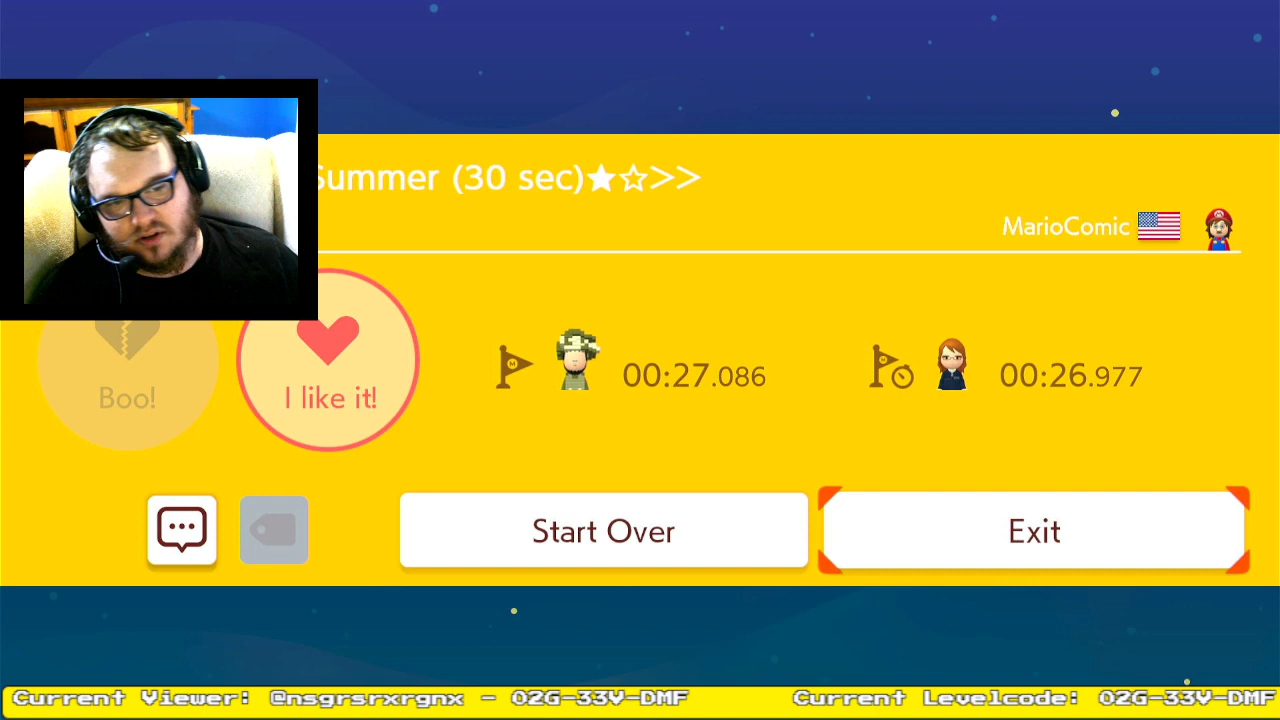 Summer (30 sec)★☆>>
MarioComic
Boo!
I like it!
00:27.086
00:26.977
Start Over
Exit
Current Viewer: @nsgrsrxrgnx - 02G-33V-DMF
Current Levelcode: 02G-33V-DMF